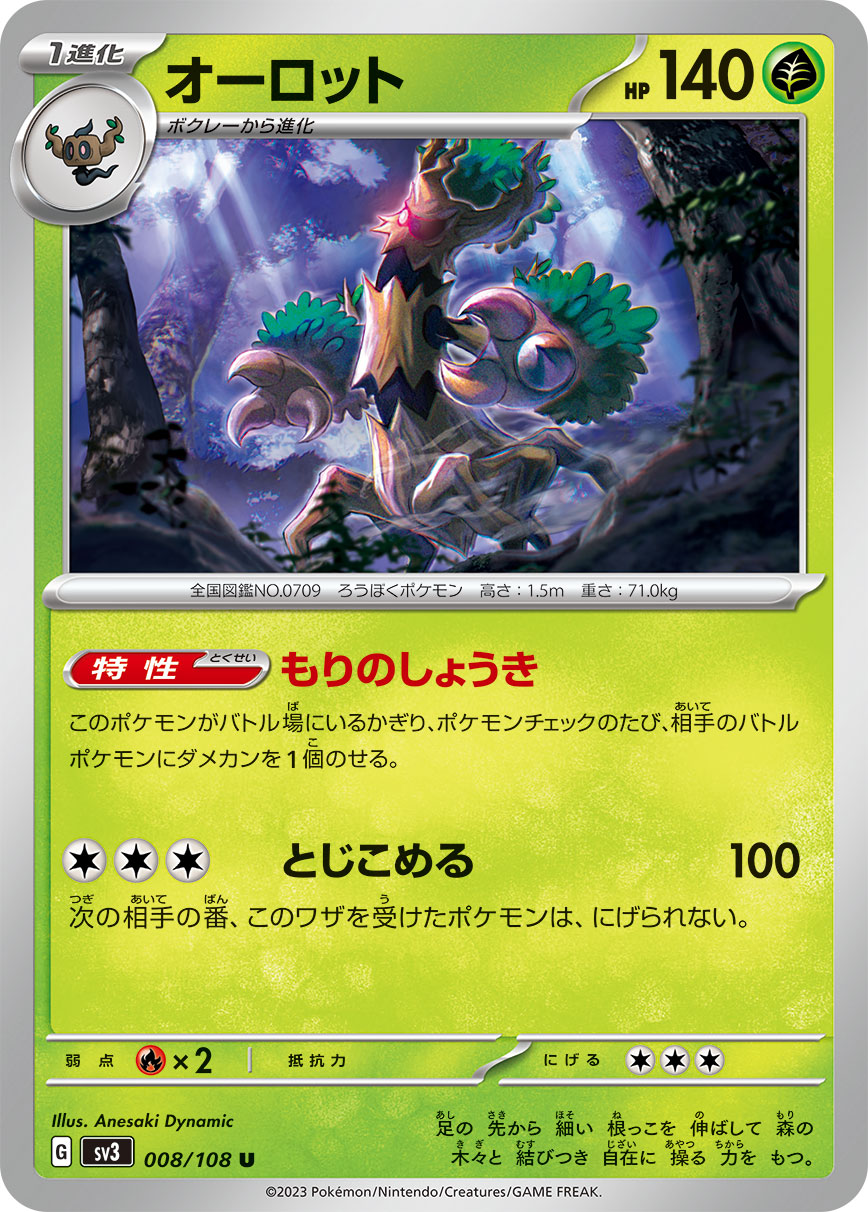 1進化
オーロット
HP 140
ボクレーから進化
全国図鑑NO.0709 ろうぼくポケモン 高さ:1.5m 重さ:71.0kg
特性 とくせい もりのしょうき
このポケモンがバトル場にいるかぎり、ポケモンチェックのたび、相手のバトル
ポケモンにダメカンを1個のせる。
とじこめる 100
次の相手の番、このワザを受けたポケモンは、にげられない。
弱点 ×2 抵抗力 にげる
Illus. Anesaki Dynamic
足の 先から 細い 根っこを 伸ばして 森の
木々と 結びつき 自在に 操る 力を もつ。
G sv3 008/108 U
©2023 Pokémon/Nintendo/Creatures/GAME FREAK.